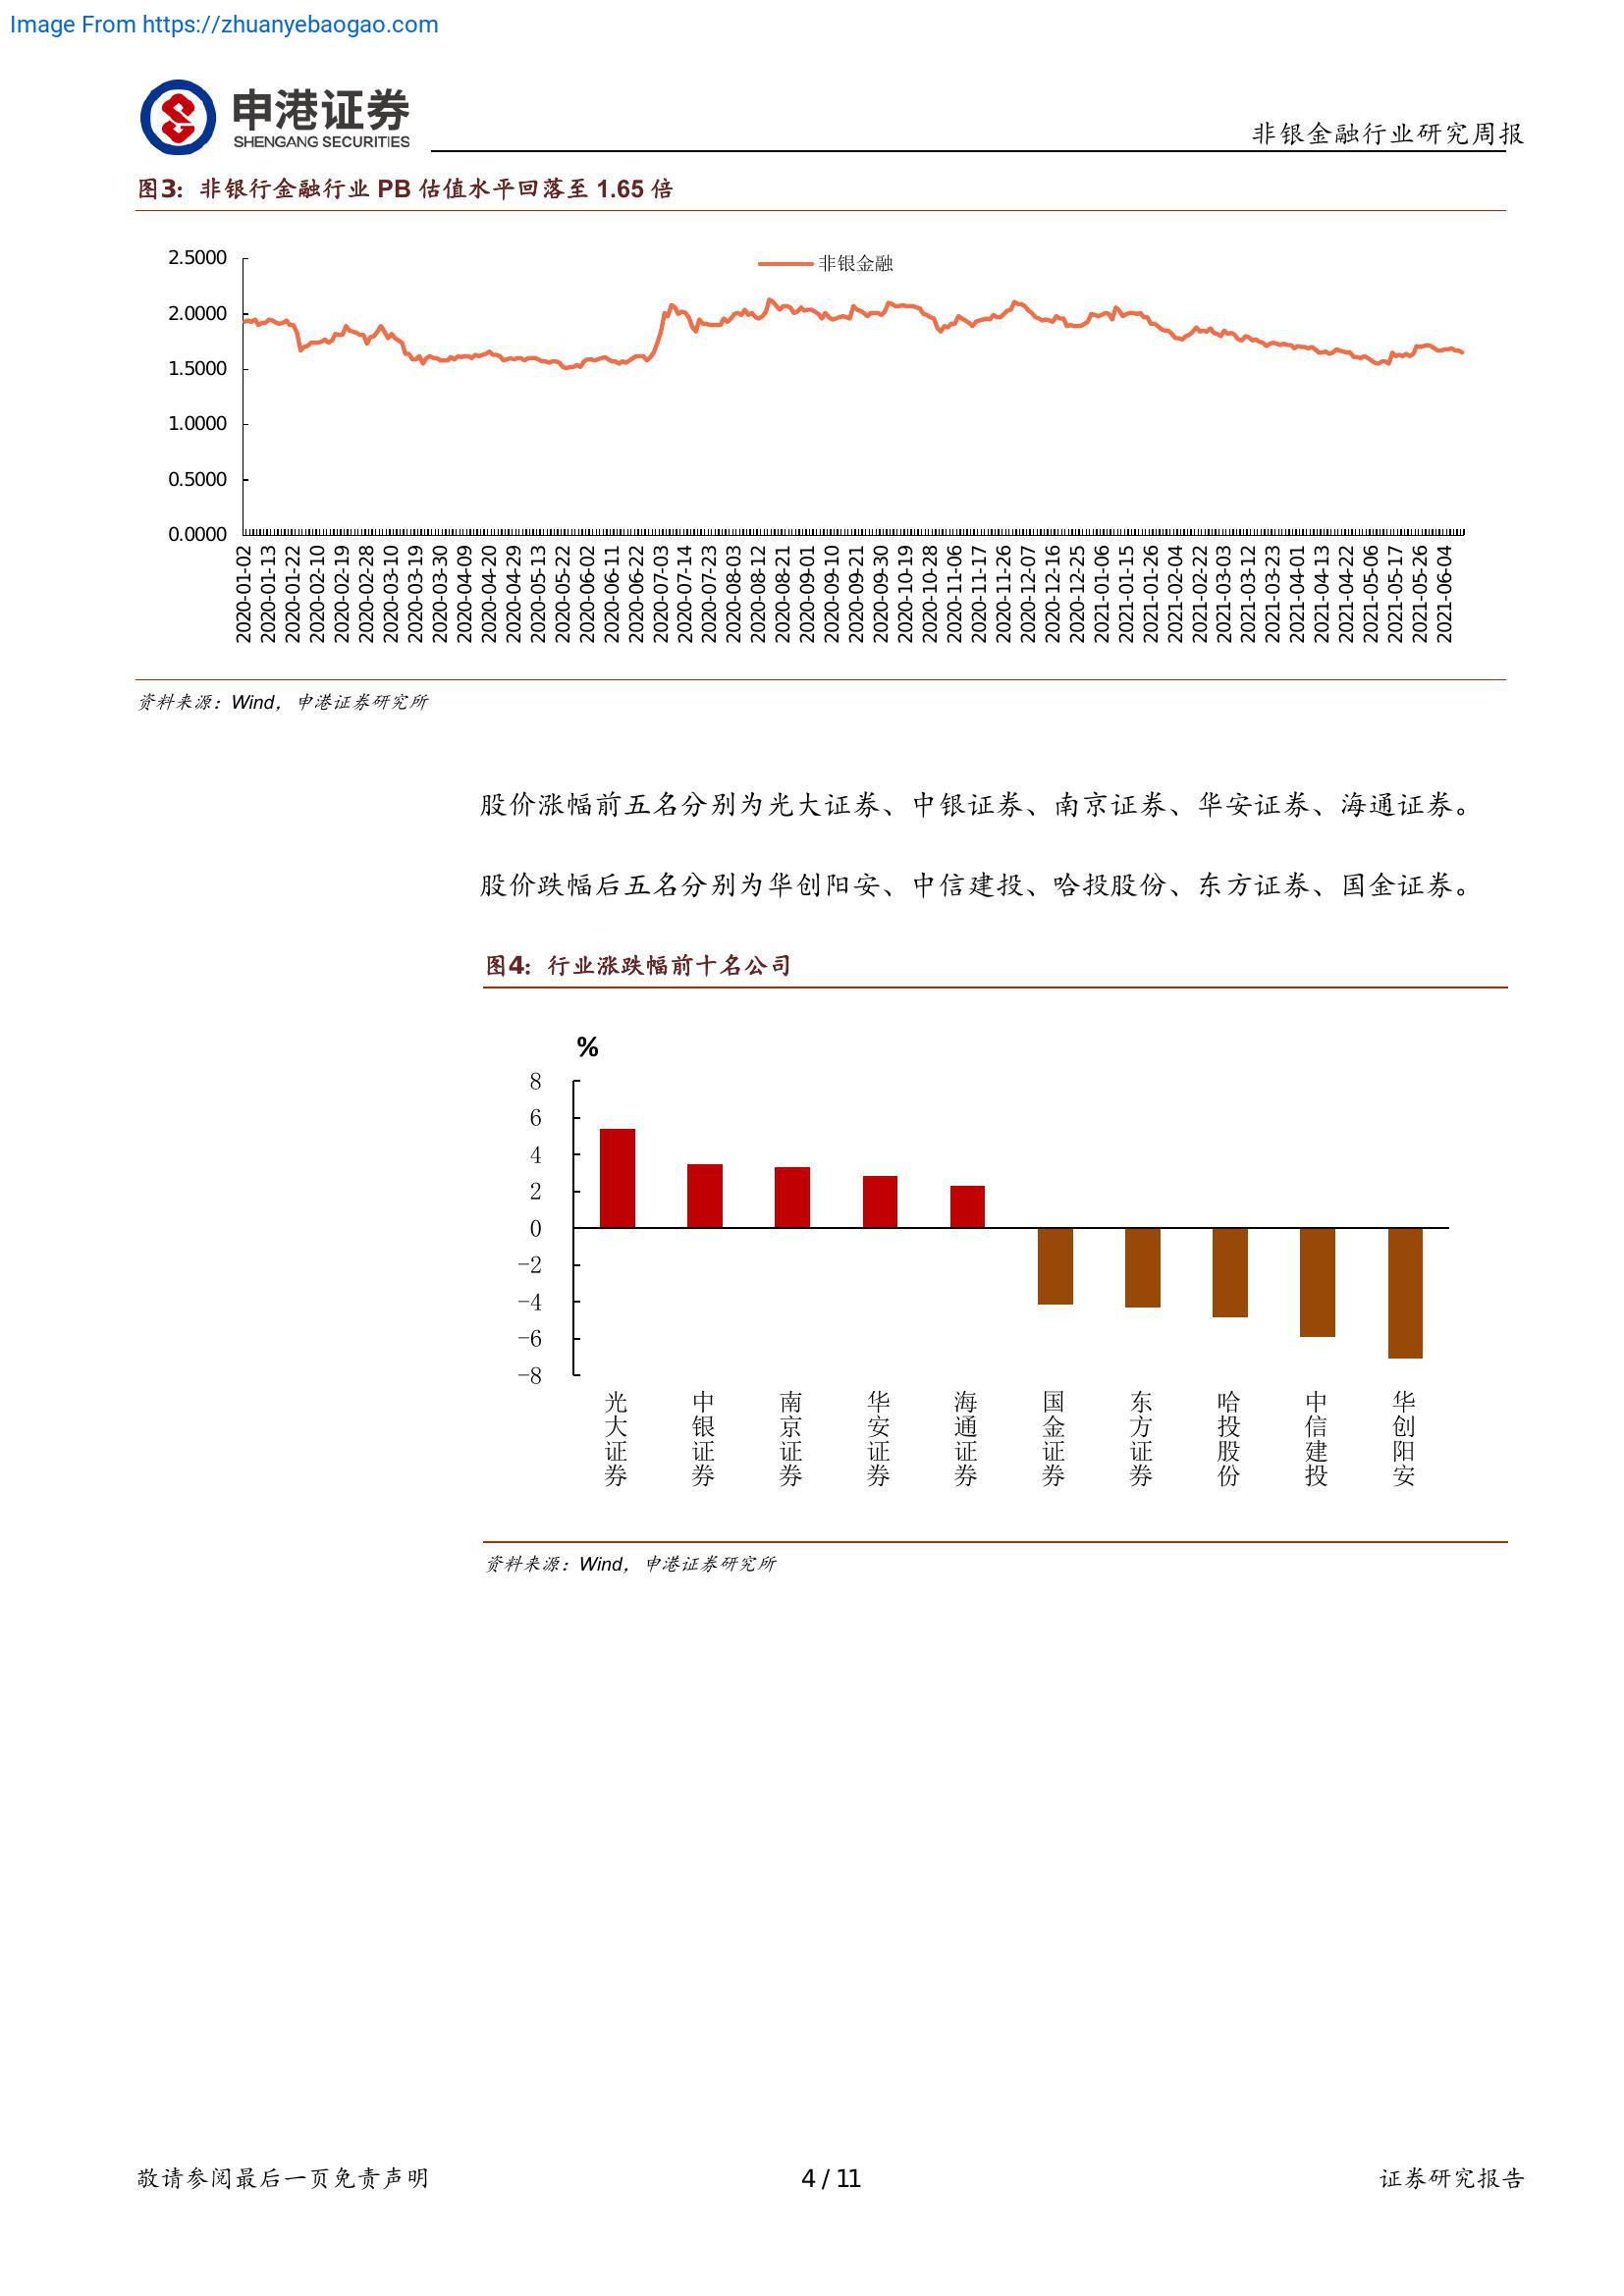 Image From https://zhuanyebaogao.com
申港证券
SHENGANG SECURITIES
非银金融行业研究周报
图3：非银行金融行业 PB 估值水平回落至 1.65 倍
非银金融
2.5000
2.0000
1.5000
1.0000
0.5000
0.0000
2020-01-02
2020-01-13
2020-01-22
2020-02-10
2020-02-19
2020-02-28
2020-03-10
2020-03-19
2020-03-30
2020-04-09
2020-04-20
2020-04-29
2020-05-13
2020-05-22
2020-06-02
2020-06-11
2020-06-22
2020-07-03
2020-07-14
2020-07-23
2020-08-03
2020-08-12
2020-08-21
2020-09-01
2020-09-10
2020-09-21
2020-09-30
2020-10-19
2020-10-28
2020-11-06
2020-11-17
2020-11-26
2020-12-07
2020-12-16
2020-12-25
2021-01-06
2021-01-15
2021-01-26
2021-02-04
2021-02-22
2021-03-03
2021-03-12
2021-03-23
2021-04-01
2021-04-13
2021-04-22
2021-05-06
2021-05-17
2021-05-26
2021-06-04
资料来源：Wind，申港证券研究所
股价涨幅前五名分别为光大证券、中银证券、南京证券、华安证券、海通证券。
股价跌幅后五名分别为华创阳安、中信建投、哈投股份、东方证券、国金证券。
图4：行业涨跌幅前十名公司
%
8
6
4
2
0
-2
-4
-6
-8
光大证券
中银证券
南京证券
华安证券
海通证券
国金证券
东方证券
哈投股份
中信建投
华创阳安
资料来源：Wind，申港证券研究所
敬请参阅最后一页免责声明
4 / 11
证券研究报告